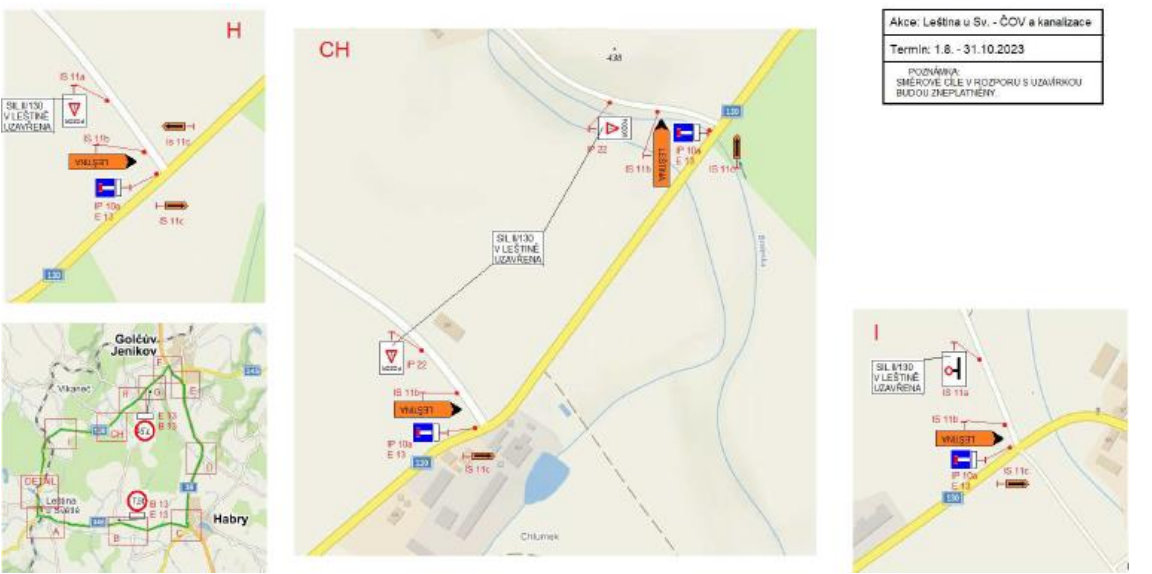 H
IS 11a
SIL.II/130
V LEŠTINĚ
UZAVŘENA
POZOR
IS 11b
IS 11c
LEŠTINA
IP 10a
E 13
IS 11c
130
CH
438
130
IP 22
POZOR
IS 11b
LEŠTINA
IP 10a
E 13
IS 11c
SIL.II/130
V LEŠTINĚ
UZAVŘENA
IP 22
POZOR
IS 11b
LEŠTINA
IP 10a
E 13
IS 11c
130
Chlumek
Akce: Leština u Sv. - ČOV a kanalizace
Termín: 1.8. - 31.10.2023
POZNÁMKA:
SMĚROVÉ CÍLE V ROZPORU S UZAVÍRKOU
BUDOU ZNEPLATNĚNY.
Golčův
Jeníkov
Vlkaneč
F
H
G
E
CH
E 13
B 13
I
D
DETAIL
Leština
u Světlé
B 13
E 13
38
Habry
A
B
C
I
SIL.II/130
V LEŠTINĚ
UZAVŘENA
IS 11a
IS 11b
LEŠTINA
IP 10a
E 13
IS 11c
130